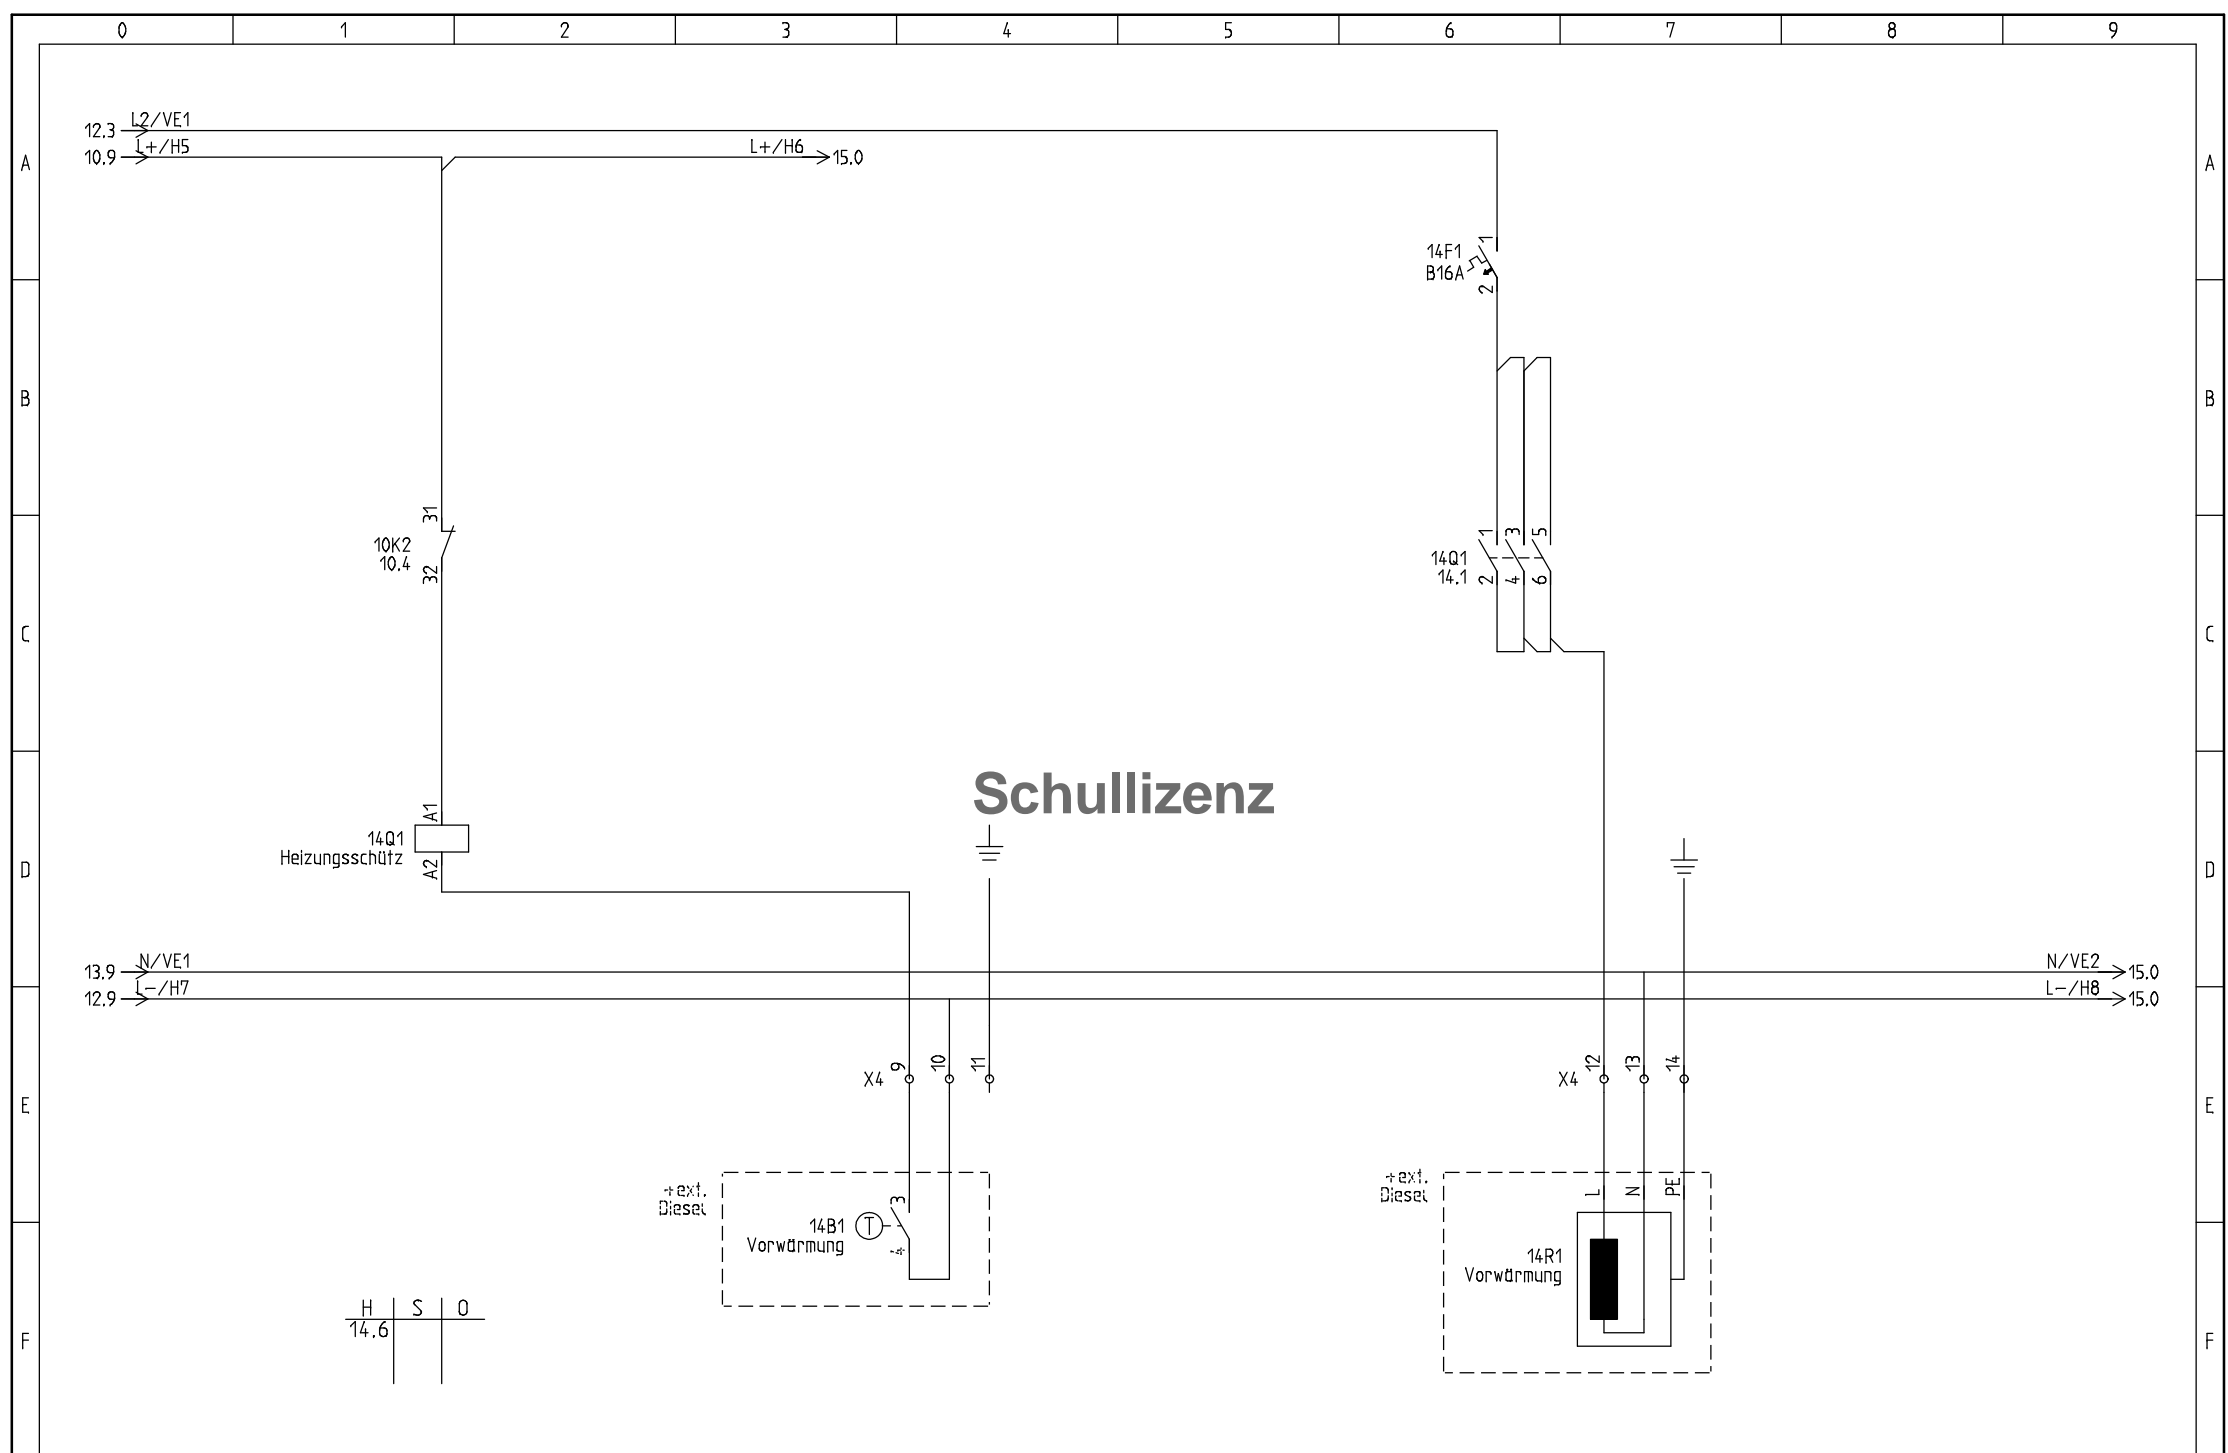 0 1 2 3 4 5 6 7 8 9
L2/VE1
12.3
L+/H5
10.9
L+/H6
15.0
A A
14F1
B16A
1
2
B B
31
10K2
10.4
32
1 3 5
14Q1
14.1
2 4 6
C C
Schullizenz
A1
14Q1
Heizungsschütz
A2
D D
N/VE1
13.9
L-/H7
12.9
N/VE2
15.0
L-/H8
15.0
X4 9 10 11
X4 12 13 14
E E
+ext.
Diesel
3
14B1
T
Vorwärmung
4
+ext.
Diesel
L N PE
14R1
Vorwärmung
H S O
14.6
F F